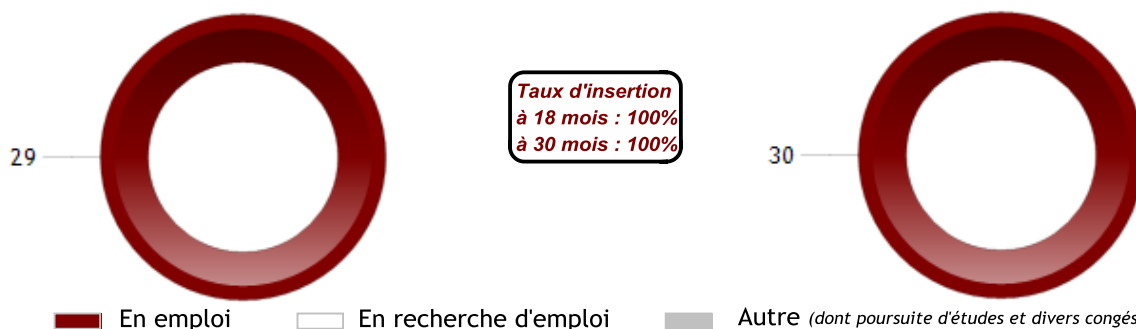 Taux d'insertion
à 18 mois : 100%
à 30 mois : 100%
29
30
En emploi
En recherche d'emploi
Autre (dont poursuite d'études et divers congés